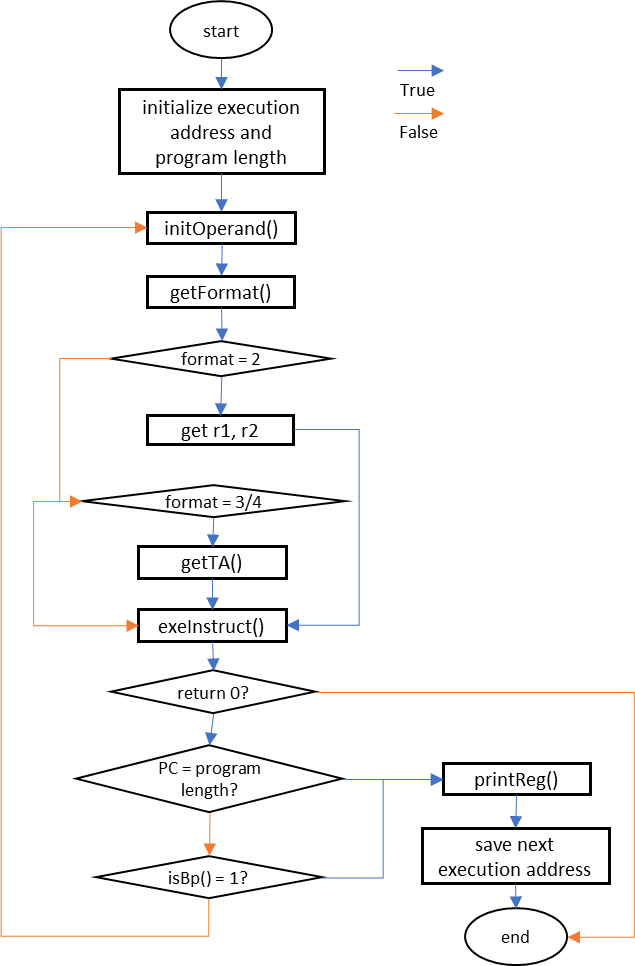 start
True
False
initialize execution
address and
program length
initOperand()
getFormat()
format = 2
get r1, r2
format = 3/4
getTA()
exeInstruct()
return 0?
PC = program
length?
printReg()
save next
execution address
isBp() = 1?
end